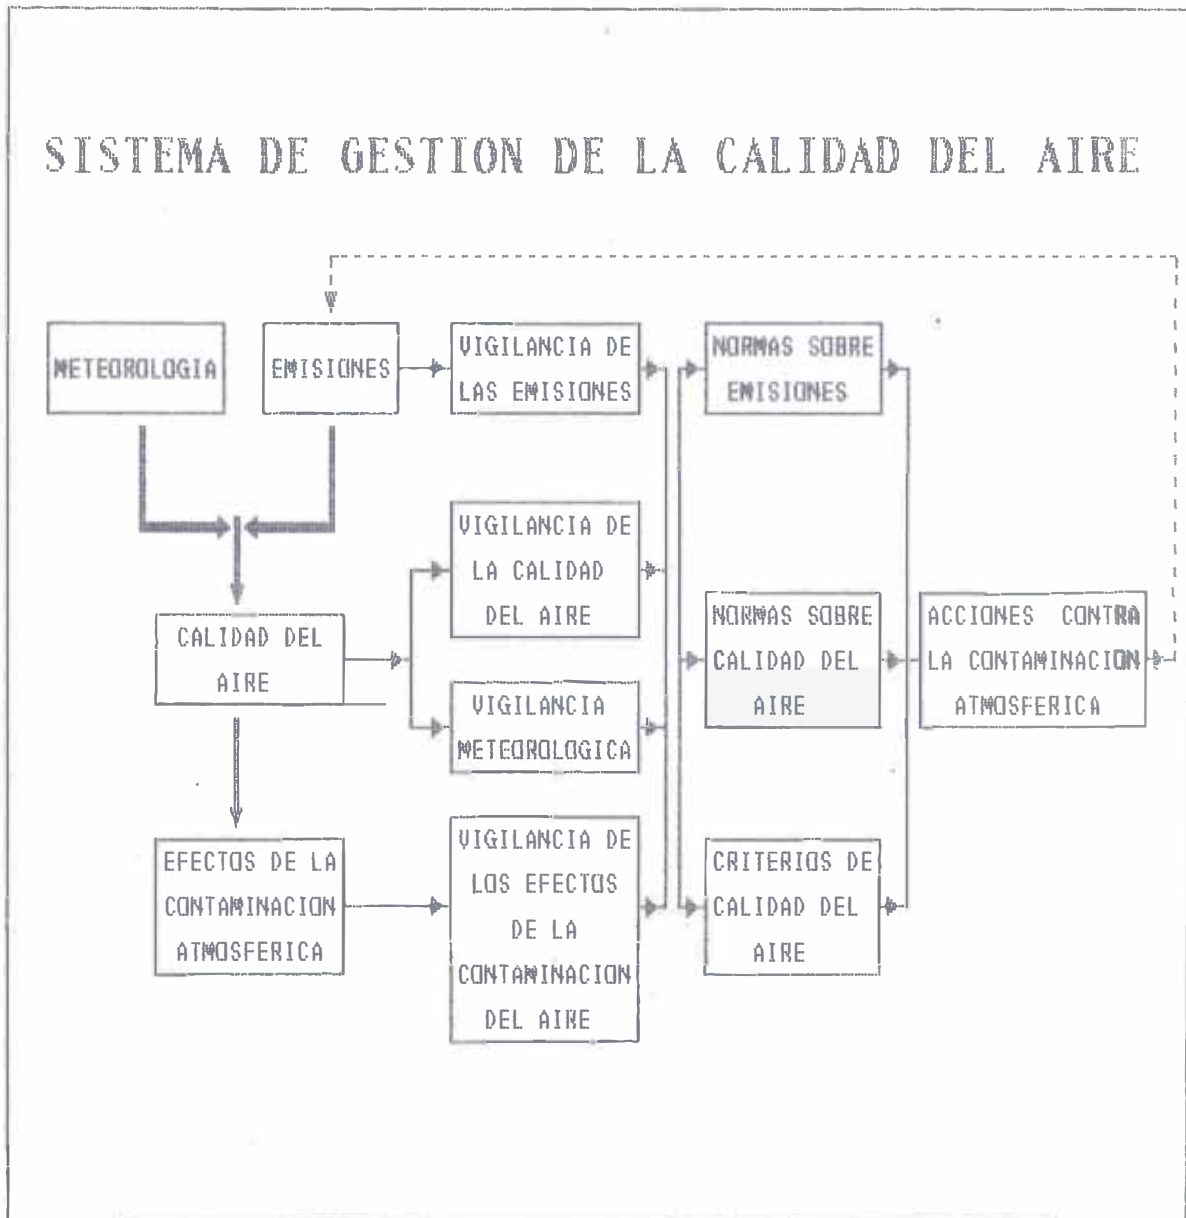 SISTEMA DE GESTION DE LA CALIDAD DEL AIRE
METEOROLOGIA
EMISIONES
VIGILANCIA DE
LAS EMISIONES
NORMAS SOBRE
EMISIONES
VIGILANCIA DE
LA CALIDAD
DEL AIRE
CALIDAD DEL
AIRE
VIGILANCIA
METEOROLOGICA
NORMAS SOBRE
CALIDAD DEL
AIRE
ACCIONES CONTRA
LA CONTAMINACION
ATMOSFERICA
EFECTOS DE LA
CONTAMINACION
ATMOSFERICA
VIGILANCIA DE
LOS EFECTOS
DE LA
CONTAMINACION
DEL AIRE
CRITERIOS DE
CALIDAD DEL
AIRE